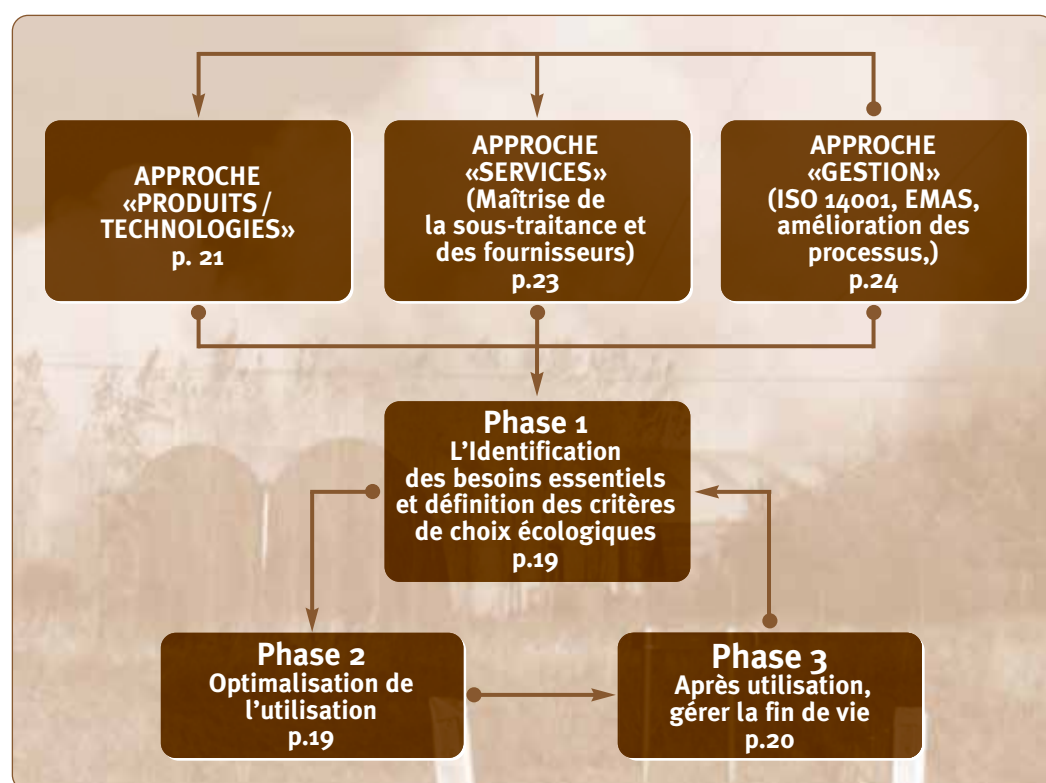 APPROCHE
«PRODUITS /
TECHNOLOGIES»
p. 21
APPROCHE
«SERVICES»
(Maîtrise de
la sous-traitance et
des fournisseurs)
p.23
APPROCHE
«GESTION»
(ISO 14001, EMAS,
amélioration des
processus,)
p.24
Phase 1
L’Identification
des besoins essentiels
et définition des critères
de choix écologiques
p.19
Phase 2
Optimalisation de
l’utilisation
p.19
Phase 3
Après utilisation,
gérer la fin de vie
p.20